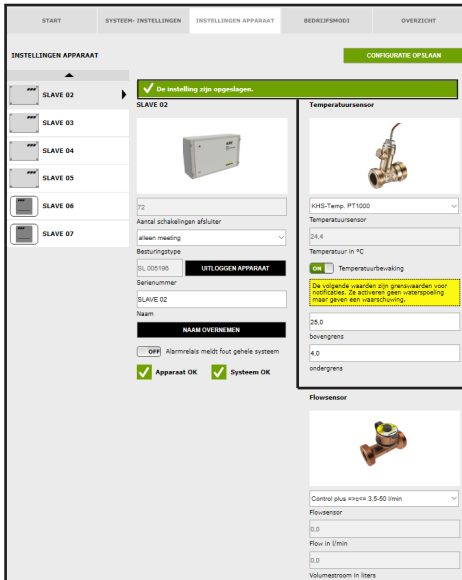 START
SYSTEEM- INSTELLINGEN
INSTELLINGEN APPARAAT
BEDRIJFSMODI
OVERZICHT
INSTELLINGEN APPARAAT
CONFIGURATIE OPSLAAN
SLAVE 02
SLAVE 03
SLAVE 04
SLAVE 05
SLAVE 06
SLAVE 07
De instelling zijn opgeslagen.
SLAVE 02
72
Aantal schakelingen afsluiter
alleen meeting
Besturingstype
SL 005195
UITLOGGEN APPARAAT
Serienummer
SLAVE 02
Naam
NAAM OVERNEMEN
OFF
Alarmrelais meldt fout gehele systeem
Apparaat OK
Systeem OK
Temperatuursensor
KHS-Temp. PT1000
Temperatuursensor
24,4
Temperatuur in °C
ON
Temperatuurbewaking
De volgende waarden zijn grenswaarden voor
notificaties. Ze activeren geen waterspoeling
maar geven een waarschuwing.
25,0
bovengrens
4,0
ondergrens
Flowsensor
Control plus =>c<= 3,5-50 l/min
Flowsensor
0,0
Flow in l/min
0,0
Volumestroom in liters